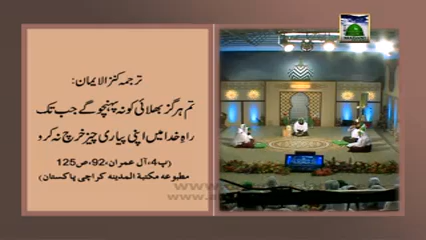 ترجمہ کنزالایمان:
تم ہرگز بھلائی کو نہ پہنچو گے جب تک
راہِ خدا میں اپنی پیاری چیز خرچ نہ کرو
(پ4، آلِ عمران، 92، ص125
مطبوعہ مکتبۃ المدینہ کراچی پاکستان)
www.